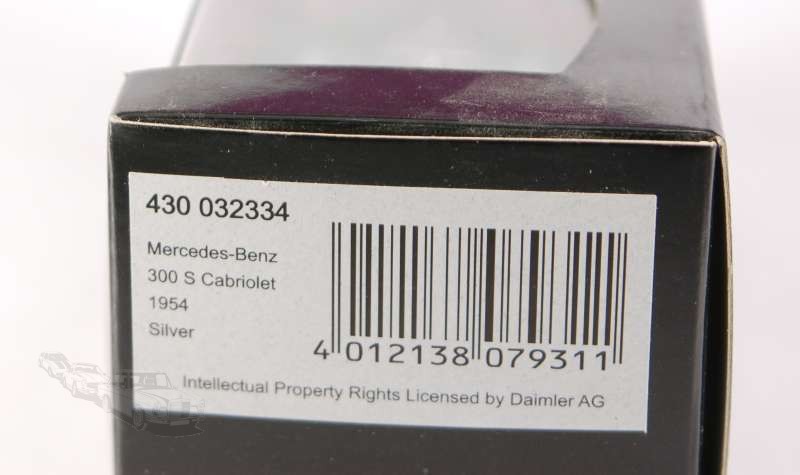 430 032334
Mercedes-Benz
300 S Cabriolet
1954
Silver
4 012138 079311
Intellectual Property Rights Licensed by Daimler AG